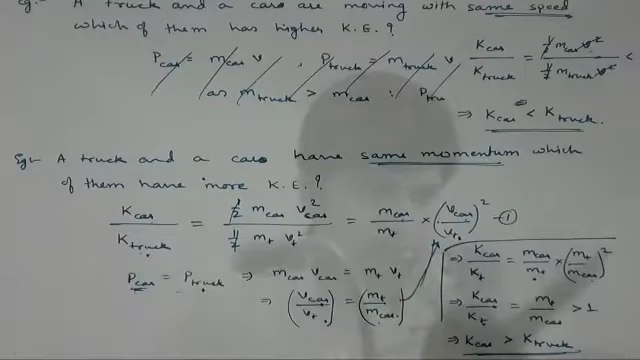 Eg:- A truck and a car are moving with same speed
which of them has higher K.E.?
P_car = m_car v , P_truck = m_truck v
as m_truck > m_car ∴ P_tru
K_car / K_truck = (1/2 m_car v²) / (1/2 m_truck v²) <
⇒ K_car < K_truck.
Eg:- A truck and a car have same momentum which
of them have more K.E.?
K_car / K_truck = (1/2 m_car v_car²) / (1/2 m_t v_t²) = m_car / m_t × (v_car / v_t)² —①
P_car = P_truck ⇒ m_car v_car = m_t v_t
⇒ (v_car / v_t) = (m_t / m_car)
⇒ K_car / K_t = m_car / m_t × (m_t / m_car)²
⇒ K_car / K_t = m_t / m_car > 1
⇒ K_car > K_truck